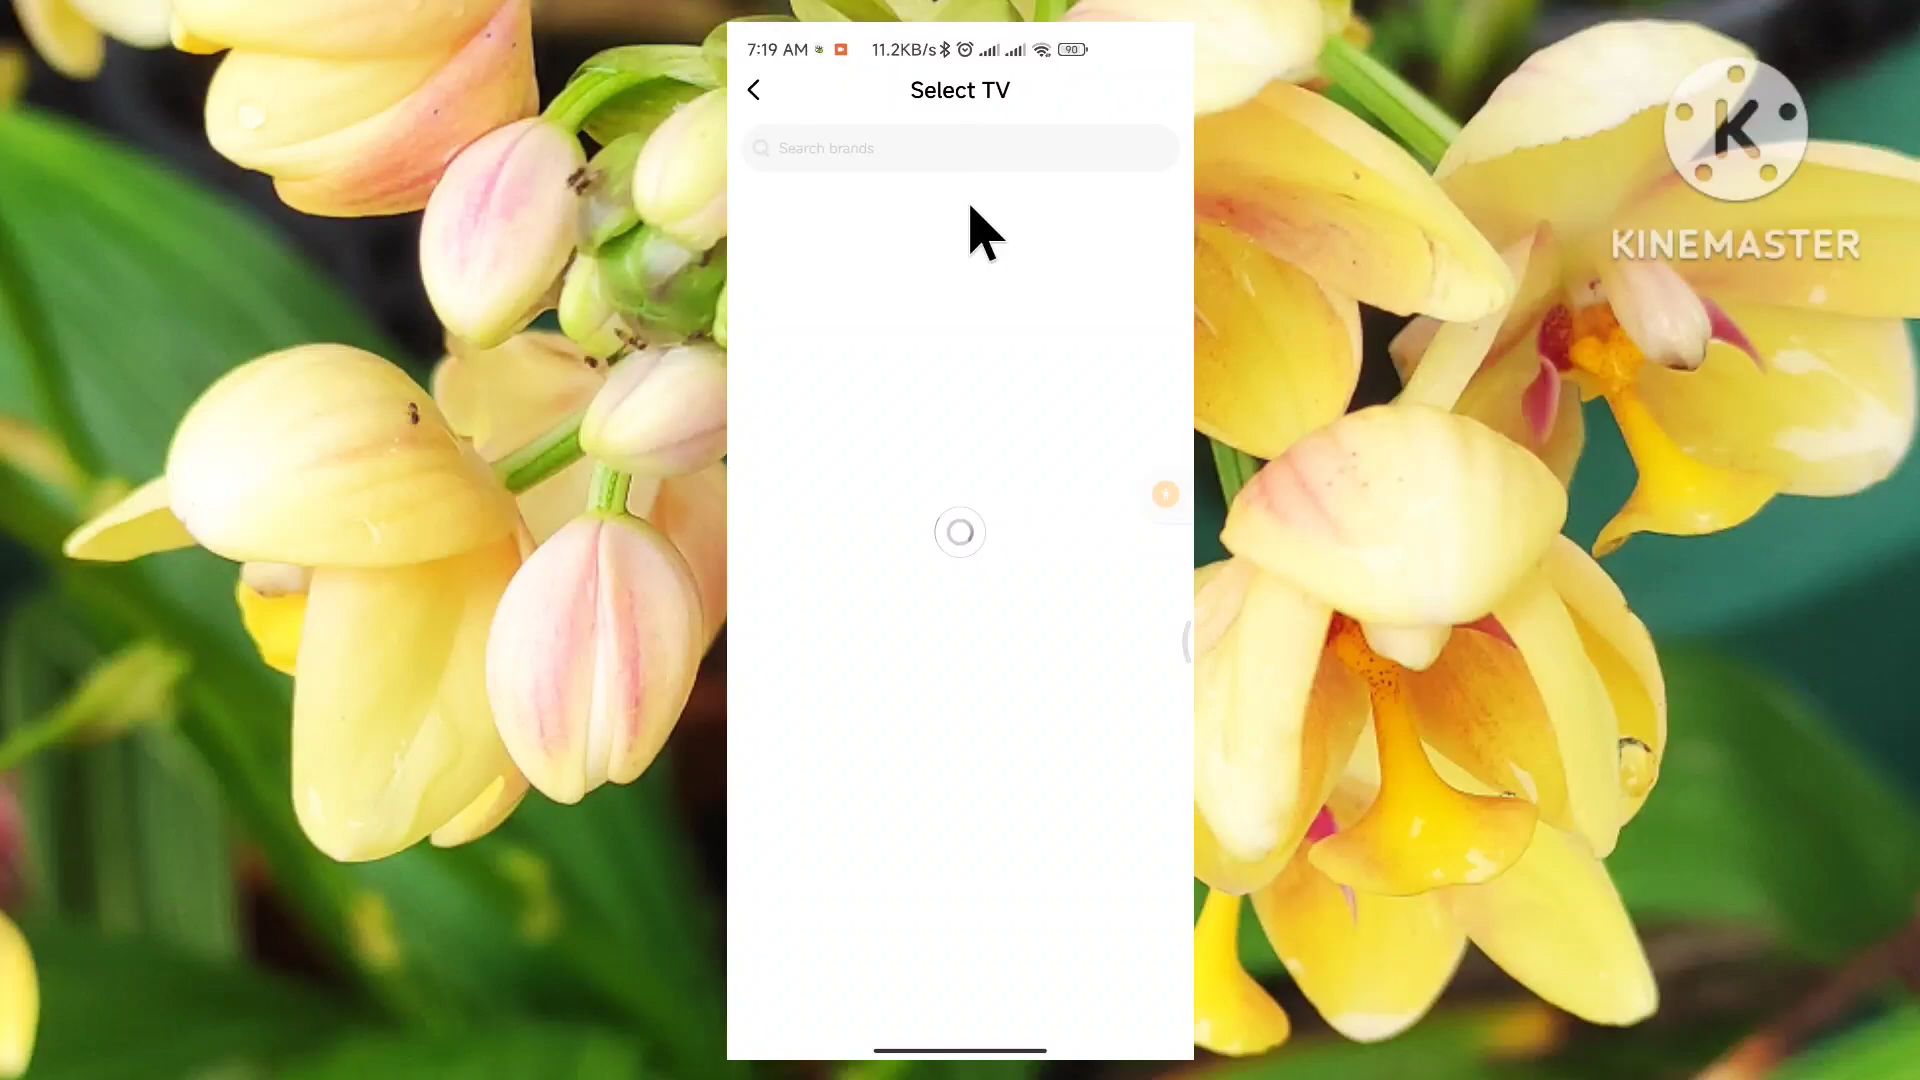 7:19 AM 11.2KB/s 90
Select TV
Search brands
K
KINEMASTER